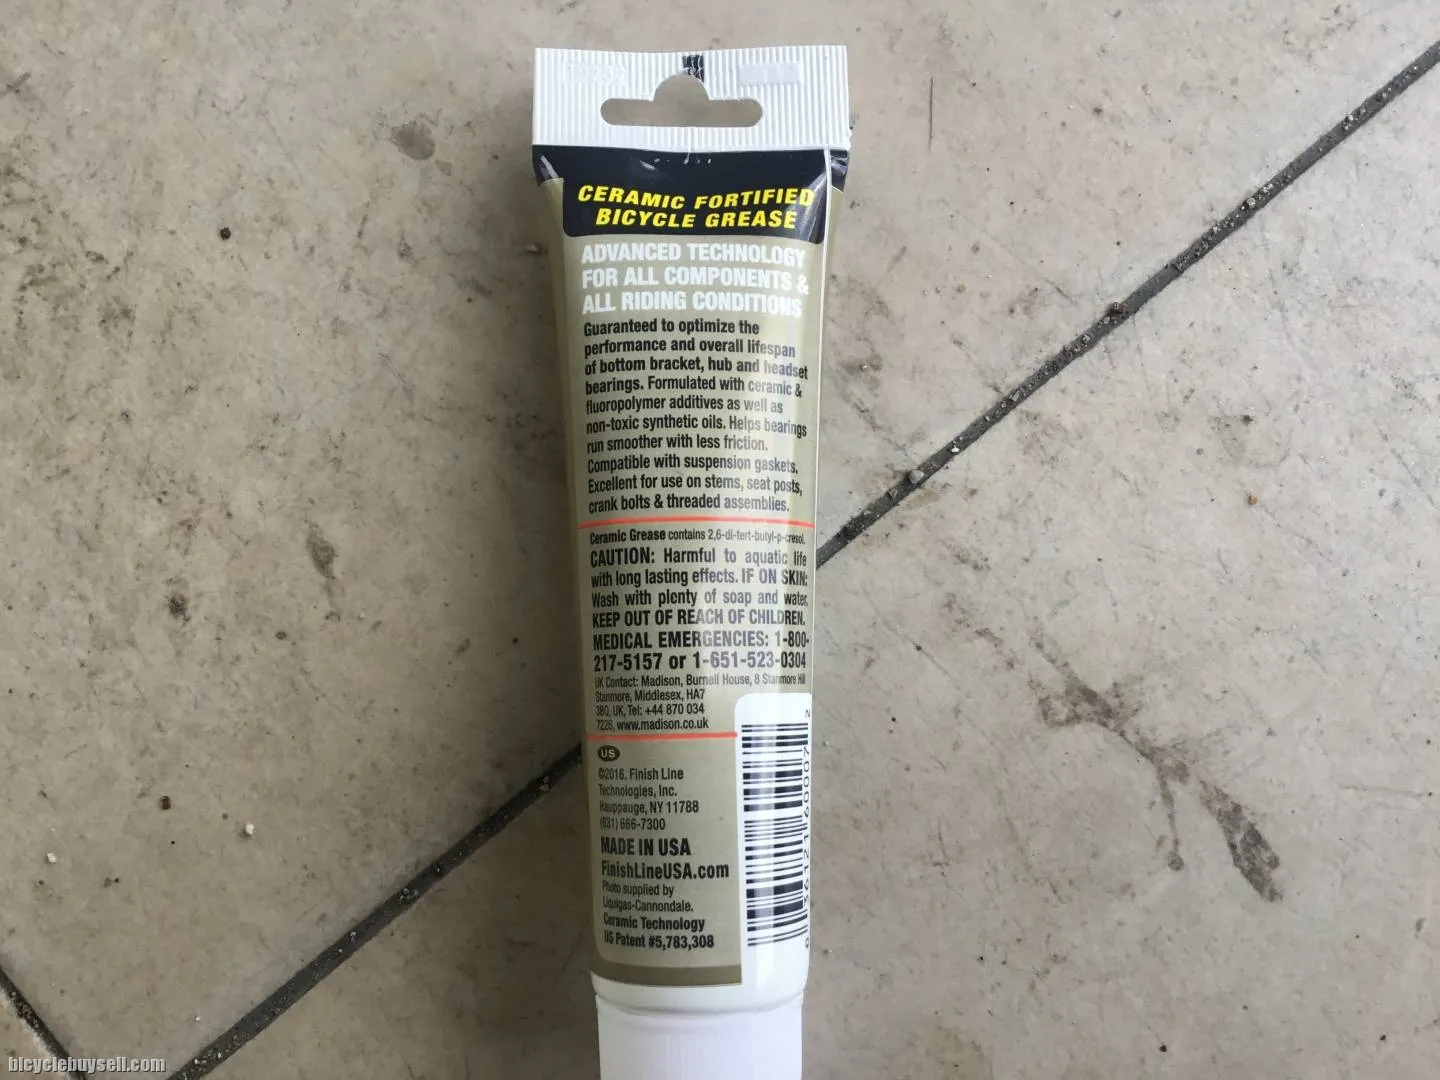 CERAMIC FORTIFIED
BICYCLE GREASE
ADVANCED TECHNOLOGY
FOR ALL COMPONENTS &
ALL RIDING CONDITIONS
Guaranteed to optimize the
performance and overall lifespan
of bottom bracket, hub and headset
bearings. Formulated with ceramic &
fluoropolymer additives as well as
non-toxic synthetic oils. Helps bearings
run smoother with less friction.
Compatible with suspension gaskets.
Excellent for use on stems, seat posts,
crank bolts & threaded assemblies.
Ceramic Grease contains 2,6-di-tert-butyl-p-cresol.
CAUTION: Harmful to aquatic life
with long lasting effects. IF ON SKIN:
Wash with plenty of soap and water.
KEEP OUT OF REACH OF CHILDREN.
MEDICAL EMERGENCIES: 1-800-
217-5157 or 1-651-523-0304
UK Contact: Madison, Burnell House, 8 Stanmore Hill
Stanmore, Middlesex, HA7
3BQ, UK, Tel: +44 870 034
7226, www.madison.co.uk
US
©2016. Finish Line
Technologies, Inc.
Hauppauge, NY 11788
(631) 666-7300
MADE IN USA
FinishLineUSA.com
Photo supplied by
Liquigas-Cannondale.
Ceramic Technology
US Patent #5,783,308
0 36121 60007 2
bicyclebuysell.com